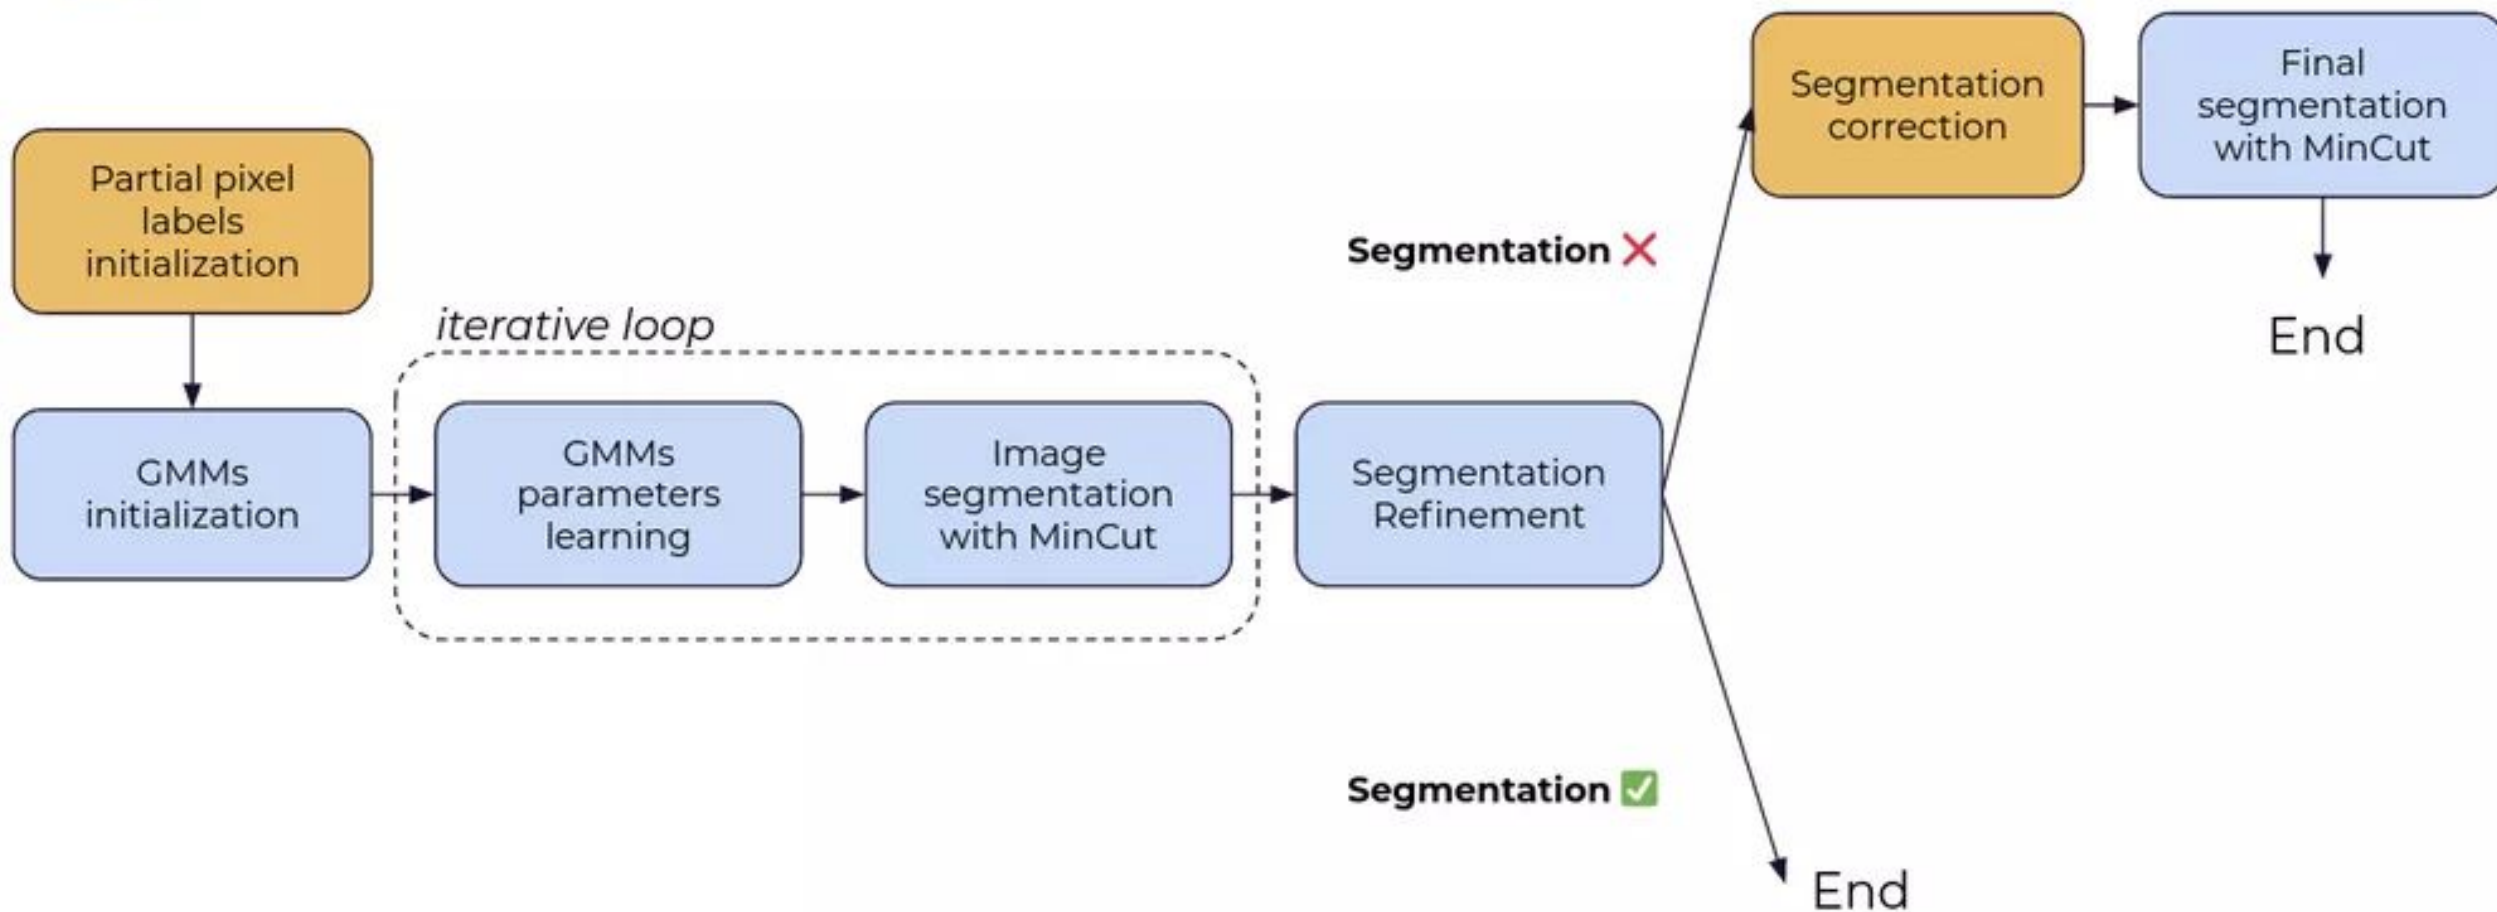 Partial pixel
labels
initialization
GMMs
initialization
iterative loop
GMMs
parameters
learning
Image
segmentation
with MinCut
Segmentation
Refinement
Segmentation ❌
Segmentation
correction
Final
segmentation
with MinCut
End
Segmentation ✅
End